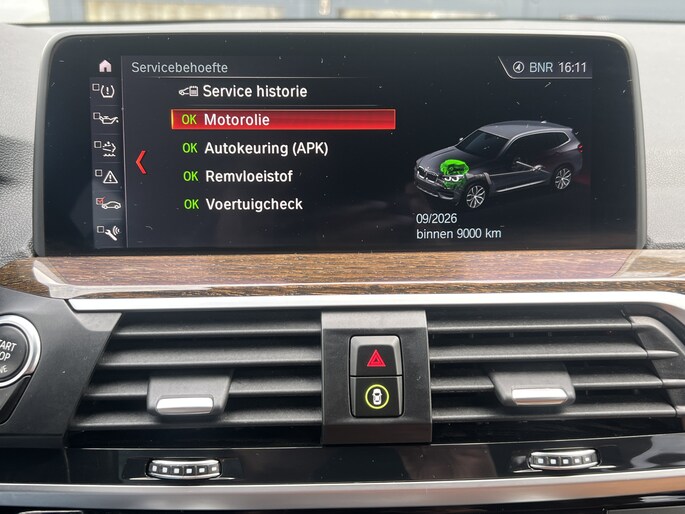 Servicebehoefte
BNR 16:11
Service historie
OK Motorolie
OK Autokeuring (APK)
OK Remvloeistof
OK Voertuigcheck
09/2026
binnen 9000 km
START